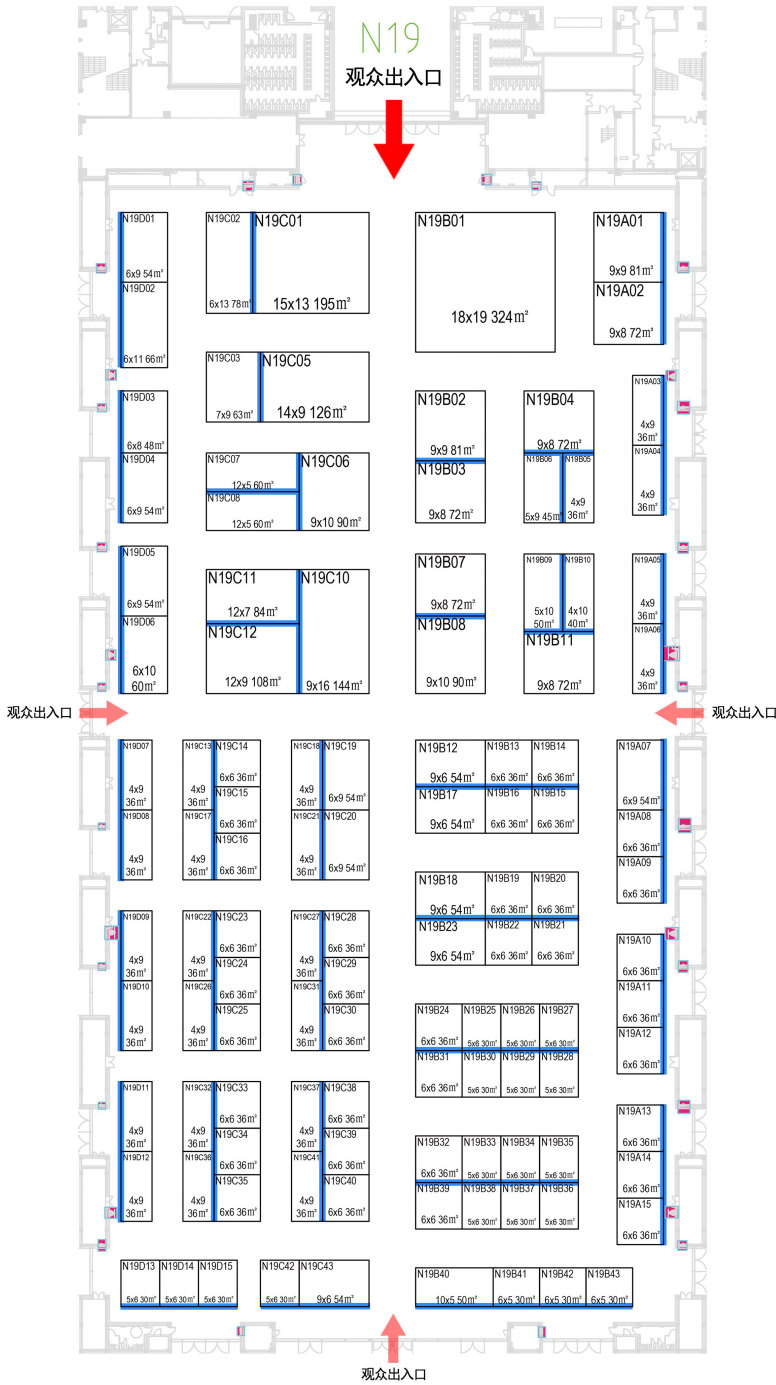 N19
观众出入口
N19D01
6x9 54m²
N19D02
6x11 66m²
N19C02
6x13 78m²
N19C01
15x13 195m²
N19B01
18x19 324m²
N19A01
9x9 81m²
N19A02
9x8 72m²
N19D03
6x8 48m²
N19D04
6x9 54m²
N19C03
7x9 63m²
N19C05
14x9 126m²
N19C07
12x5 60m²
N19C08
12x5 60m²
N19C06
9x10 90m²
N19B02
9x9 81m²
N19B03
9x8 72m²
N19B04
9x8 72m²
N19B06
5x9 45m²
N19B05
4x9
36m²
N19A03
4x9
36m²
N19A04
4x9
36m²
N19D05
6x9 54m²
N19D06
6x10
60m²
N19C11
12x7 84m²
N19C12
12x9 108m²
N19C10
9x16 144m²
N19B07
9x8 72m²
N19B08
9x10 90m²
N19B09
5x10
50m²
N19B10
4x10
40m²
N19B11
9x8 72m²
N19A05
4x9
36m²
N19A06
4x9
36m²
观众出入口
观众出入口
N19D07
4x9
36m²
N19D08
4x9
36m²
N19C13
4x9
36m²
N19C17
4x9
36m²
N19C14
6x6 36m²
N19C15
6x6 36m²
N19C16
6x6 36m²
N19C18
4x9
36m²
N19C21
4x9
36m²
N19C19
6x9 54m²
N19C20
6x9 54m²
N19B12
9x6 54m²
N19B13
6x6 36m²
N19B14
6x6 36m²
N19B17
9x6 54m²
N19B16
6x6 36m²
N19B15
6x6 36m²
N19A07
6x9 54m²
N19A08
6x6 36m²
N19A09
6x6 36m²
N19B18
9x6 54m²
N19B19
6x6 36m²
N19B20
6x6 36m²
N19B23
9x6 54m²
N19B22
6x6 36m²
N19B21
6x6 36m²
N19D09
4x9
36m²
N19D10
4x9
36m²
N19C22
4x9
36m²
N19C26
4x9
36m²
N19C23
6x6 36m²
N19C24
6x6 36m²
N19C25
6x6 36m²
N19C27
4x9
36m²
N19C31
4x9
36m²
N19C28
6x6 36m²
N19C29
6x6 36m²
N19C30
6x6 36m²
N19A10
6x6 36m²
N19A11
6x6 36m²
N19A12
6x6 36m²
N19B24
6x6 36m²
N19B25
5x6 30m²
N19B26
5x6 30m²
N19B27
5x6 30m²
N19B31
6x6 36m²
N19B30
5x6 30m²
N19B29
5x6 30m²
N19B28
5x6 30m²
N19D11
4x9
36m²
N19D12
4x9
36m²
N19C32
4x9
36m²
N19C36
4x9
36m²
N19C33
6x6 36m²
N19C34
6x6 36m²
N19C35
6x6 36m²
N19C37
4x9
36m²
N19C41
4x9
36m²
N19C38
6x6 36m²
N19C39
6x6 36m²
N19C40
6x6 36m²
N19B32
6x6 36m²
N19B33
5x6 30m²
N19B34
5x6 30m²
N19B35
5x6 30m²
N19B39
6x6 36m²
N19B38
5x6 30m²
N19B37
5x6 30m²
N19B36
5x6 30m²
N19A13
6x6 36m²
N19A14
6x6 36m²
N19A15
6x6 36m²
N19D13
5x6 30m²
N19D14
5x6 30m²
N19D15
5x6 30m²
N19C42
5x6 30m²
N19C43
9x6 54m²
N19B40
10x5 50m²
N19B41
6x5 30m²
N19B42
6x5 30m²
N19B43
6x5 30m²
观众出入口